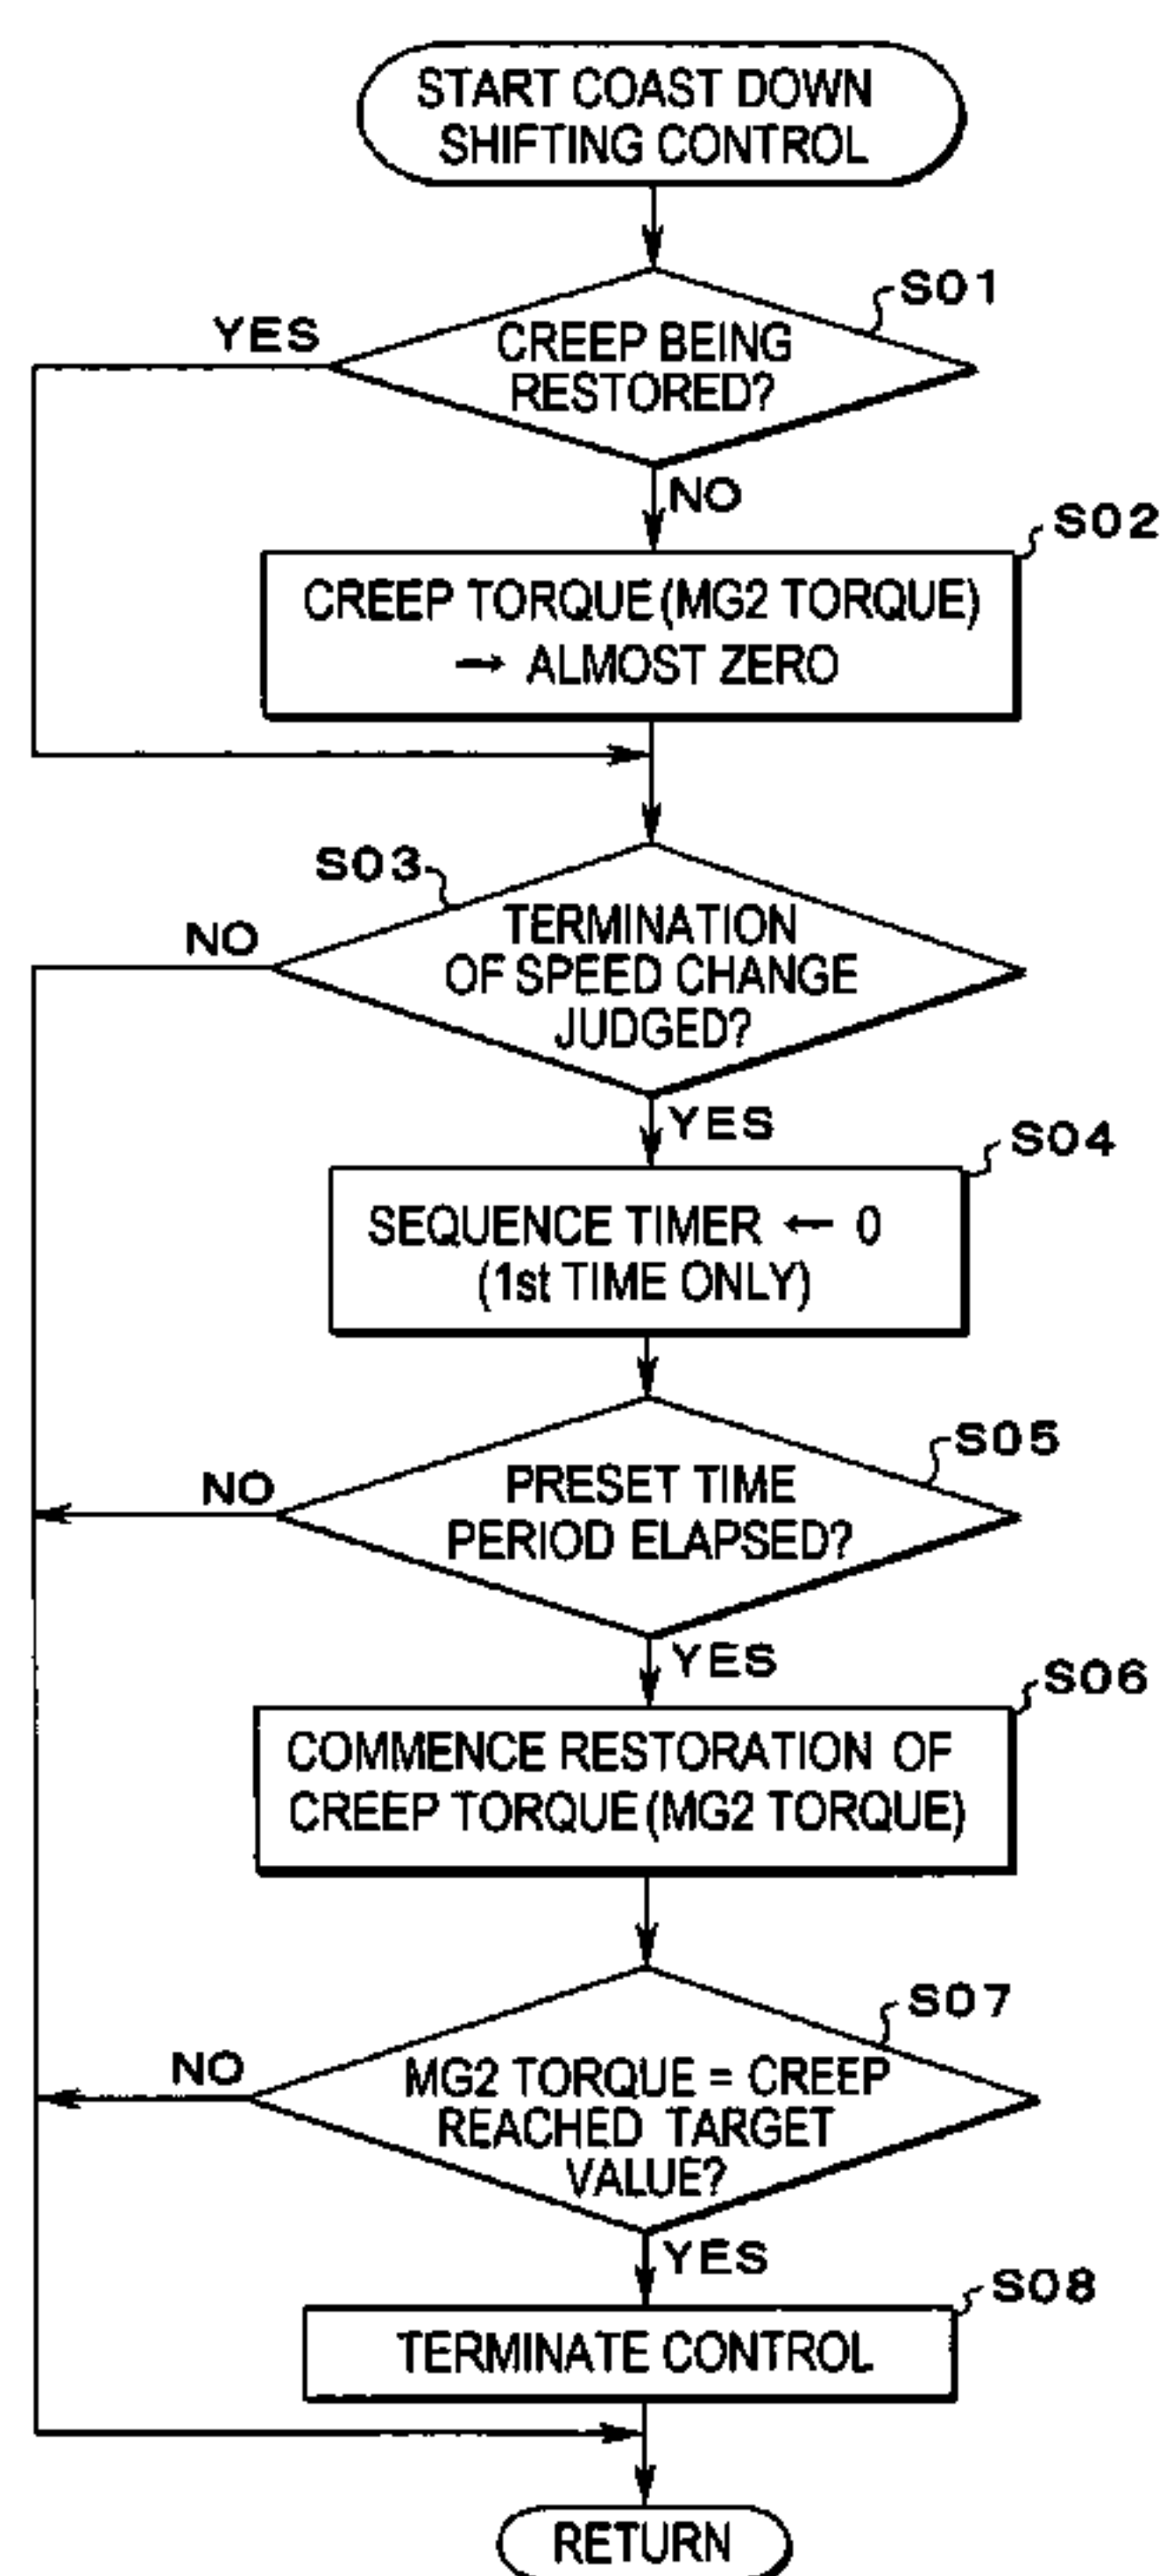 START COAST DOWN
SHIFTING CONTROL
S01
YES
CREEP BEING
RESTORED?
NO
S02
CREEP TORQUE (MG2 TORQUE)
→ ALMOST ZERO
S03
NO
TERMINATION
OF SPEED CHANGE
JUDGED?
YES
S04
SEQUENCE TIMER ← 0
(1st TIME ONLY)
S05
NO
PRESET TIME
PERIOD ELAPSED?
YES
S06
COMMENCE RESTORATION OF
CREEP TORQUE (MG2 TORQUE)
S07
NO
MG2 TORQUE = CREEP
REACHED TARGET
VALUE?
YES
S08
TERMINATE CONTROL
RETURN